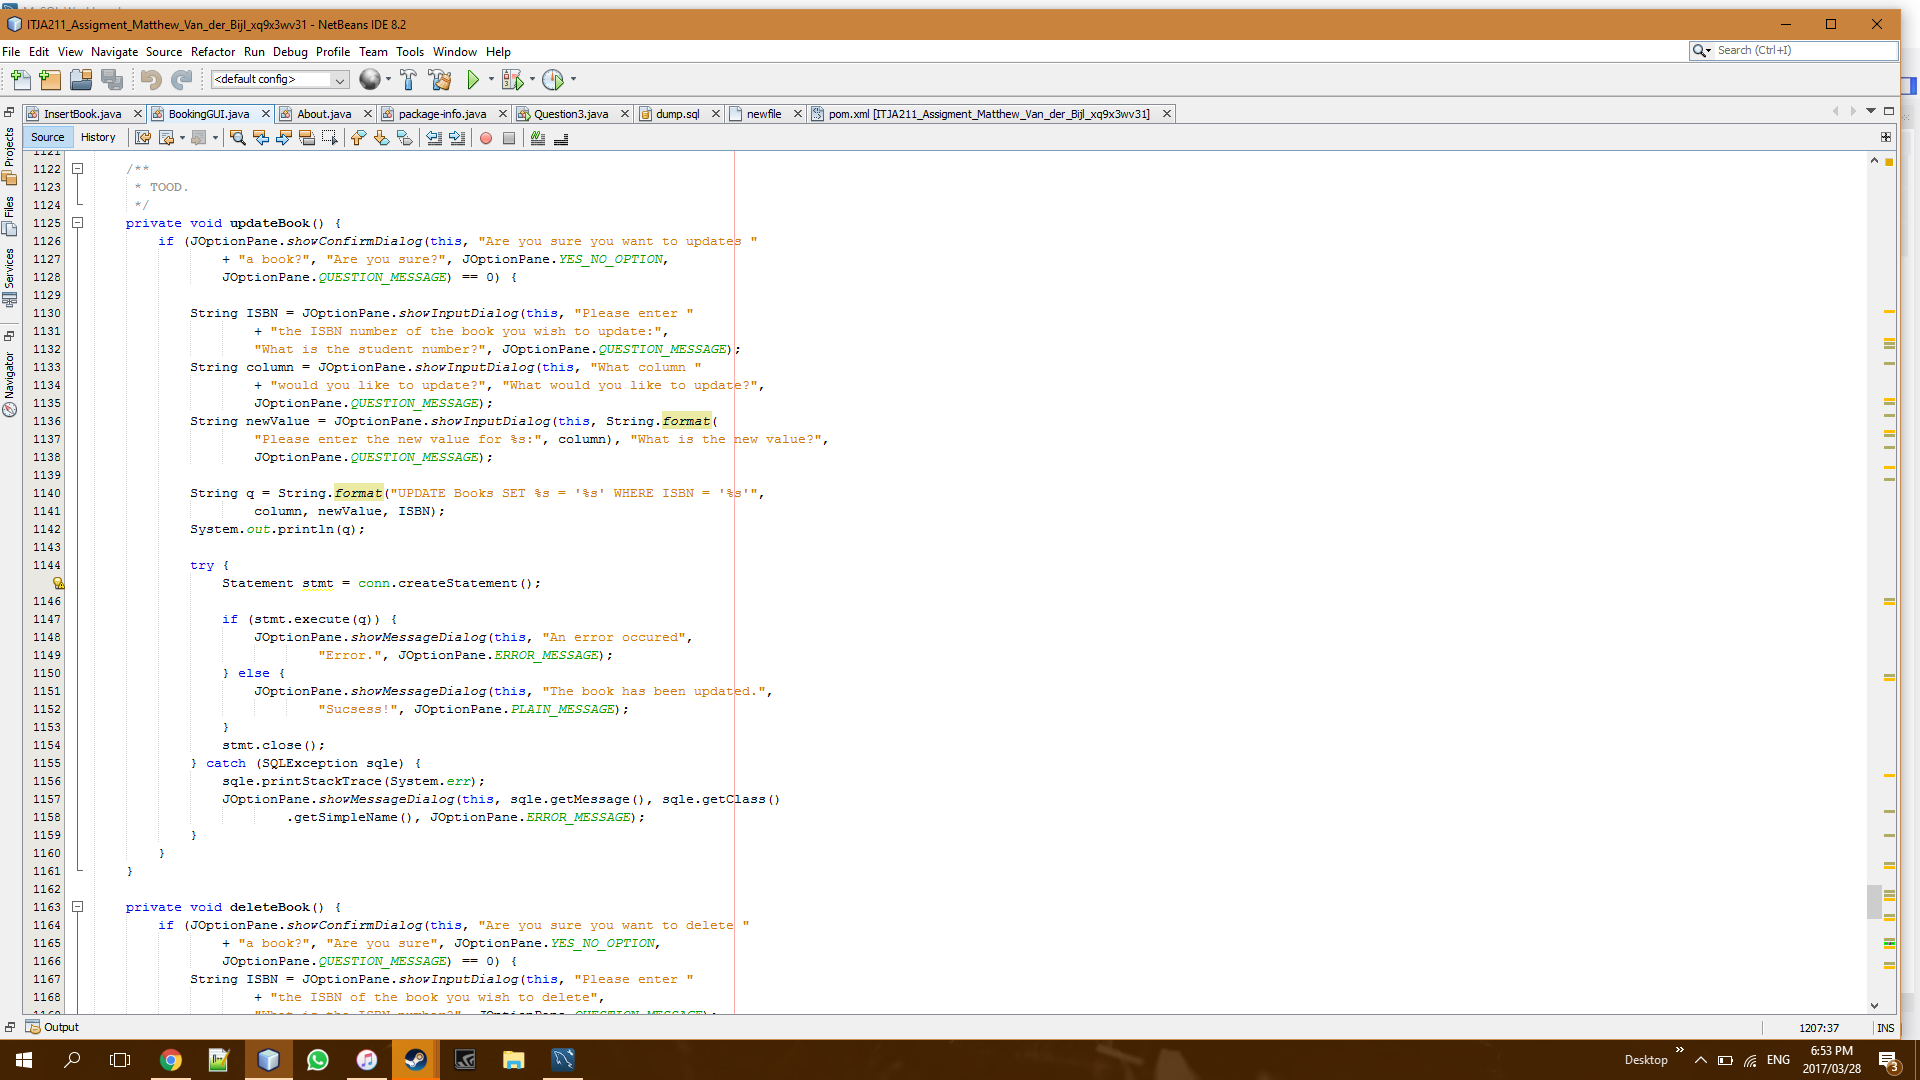 ITJA211_Assigment_Matthew_Van_der_Bijl_xq9x3wv31 - NetBeans IDE 8.2
File Edit View Navigate Source Refactor Run Debug Profile Team Tools Window Help
Search (Ctrl+I)
<default config>
InsertBook.java BookingGUI.java About.java package-info.java Question3.java dump.sql newfile pom.xml [ITJA211_Assigment_Matthew_Van_der_Bijl_xq9x3wv31]
Source History
Projects
Files
Services
Navigator
1121
1122 /**
1123 * TOOD.
1124 */
1125 private void updateBook() {
1126 if (JOptionPane.showConfirmDialog(this, "Are you sure you want to updates "
1127 + "a book?", "Are you sure?", JOptionPane.YES_NO_OPTION,
1128 JOptionPane.QUESTION_MESSAGE) == 0) {
1129
1130 String ISBN = JOptionPane.showInputDialog(this, "Please enter "
1131 + "the ISBN number of the book you wish to update:",
1132 "What is the student number?", JOptionPane.QUESTION_MESSAGE);
1133 String column = JOptionPane.showInputDialog(this, "What column "
1134 + "would you like to update?", "What would you like to update?",
1135 JOptionPane.QUESTION_MESSAGE);
1136 String newValue = JOptionPane.showInputDialog(this, String.format(
1137 "Please enter the new value for %s:", column), "What is the new value?",
1138 JOptionPane.QUESTION_MESSAGE);
1139
1140 String q = String.format("UPDATE Books SET %s = '%s' WHERE ISBN = '%s'",
1141 column, newValue, ISBN);
1142 System.out.println(q);
1143
1144 try {
Statement stmt = conn.createStatement();
1146
1147 if (stmt.execute(q)) {
1148 JOptionPane.showMessageDialog(this, "An error occured",
1149 "Error.", JOptionPane.ERROR_MESSAGE);
1150 } else {
1151 JOptionPane.showMessageDialog(this, "The book has been updated.",
1152 "Sucsess!", JOptionPane.PLAIN_MESSAGE);
1153 }
1154 stmt.close();
1155 } catch (SQLException sqle) {
1156 sqle.printStackTrace(System.err);
1157 JOptionPane.showMessageDialog(this, sqle.getMessage(), sqle.getClass()
1158 .getSimpleName(), JOptionPane.ERROR_MESSAGE);
1159 }
1160 }
1161 }
1162
1163 private void deleteBook() {
1164 if (JOptionPane.showConfirmDialog(this, "Are you sure you want to delete "
1165 + "a book?", "Are you sure", JOptionPane.YES_NO_OPTION,
1166 JOptionPane.QUESTION_MESSAGE) == 0) {
1167 String ISBN = JOptionPane.showInputDialog(this, "Please enter "
1168 + "the ISBN of the book you wish to delete",
1169 "What is the ISBN number?", JOptionPane.QUESTION_MESSAGE);
Output
1207:37 INS
Desktop ENG 6:53 PM
2017/03/28
3